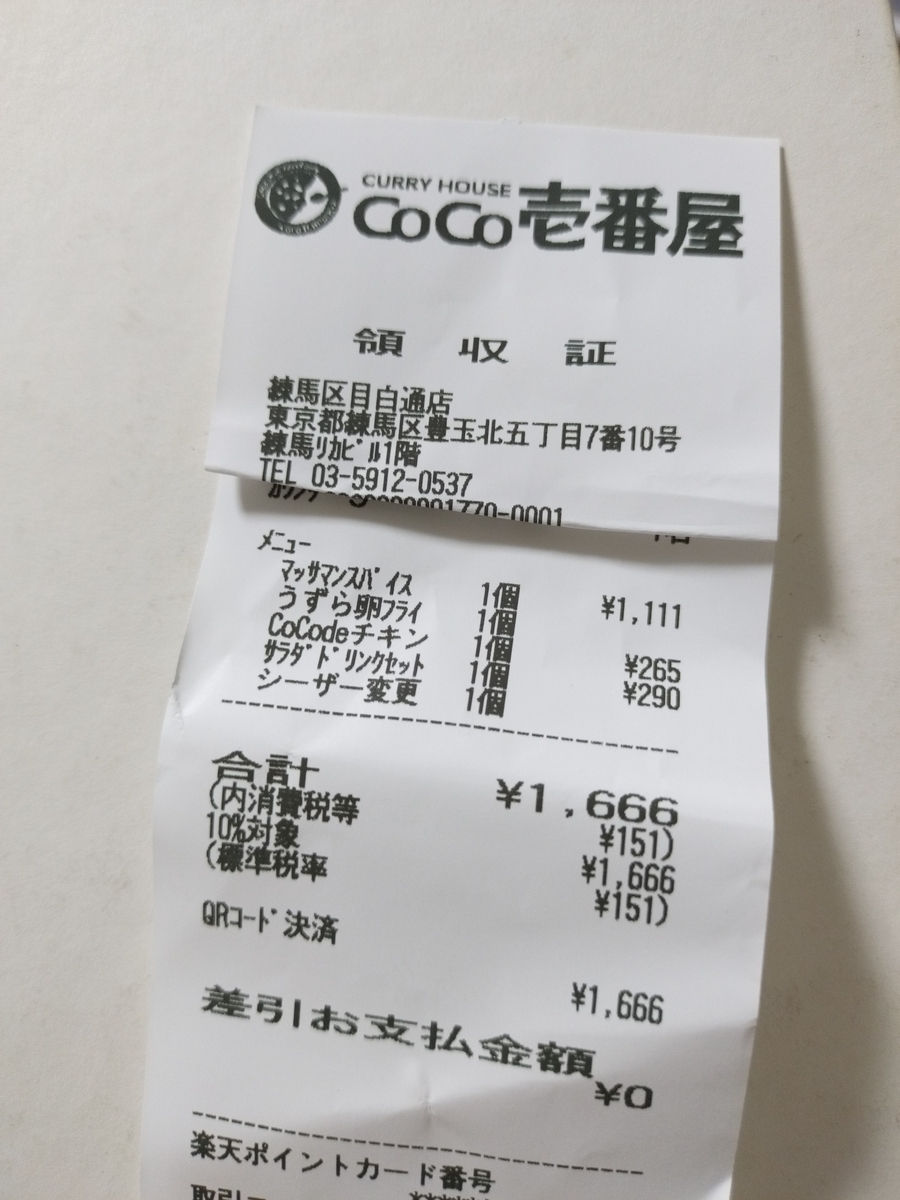 CURRY HOUSE
CoCo壱番屋
領 収 証
練馬区目白通店
東京都練馬区豊玉北五丁目7番10号
練馬ﾘｶﾋﾞﾙ1階
TEL 03-5912-0537
1770-0001
ﾒﾆｭｰ
ﾏｯｻﾏﾝｽﾊﾟｲｽ 1個 ¥1,111
うずら卵ﾌﾗｲ 1個
CoCodeチキン 1個 ¥265
ｻﾗﾀﾞﾄﾞﾘﾝｸｾｯﾄ 1個 ¥290
シーザー変更 1個
合計 ¥1,666
(内消費税等 ¥151)
10%対象 ¥1,666
(標準税率 ¥151)
QRｺｰﾄﾞ決済 ¥1,666
差引お支払金額 ¥0
楽天ポイントカード番号